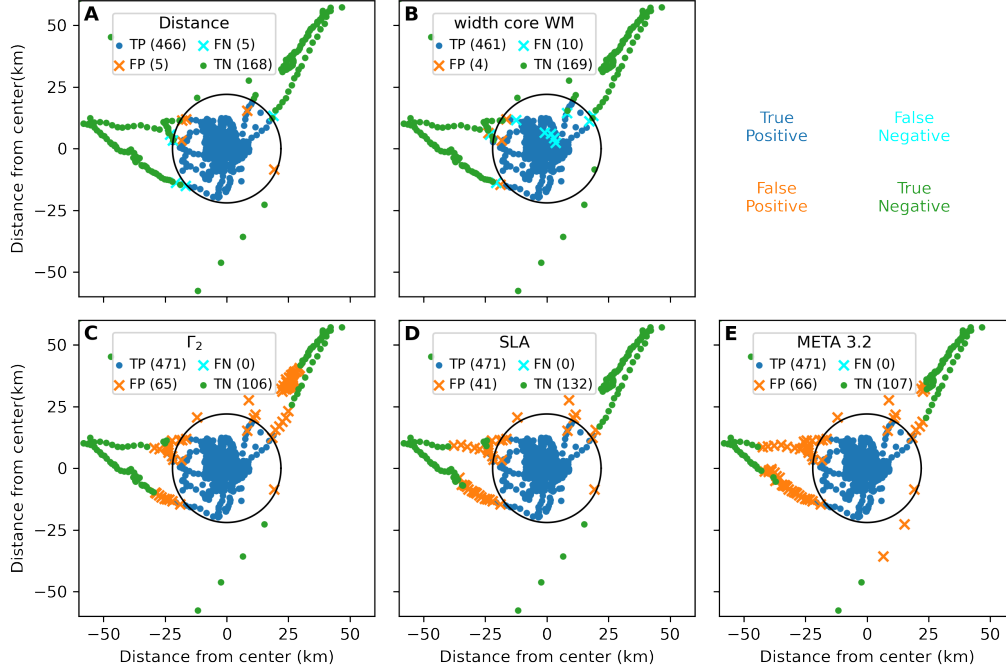 A
Distance
TP (466)
FN (5)
FP (5)
TN (168)
50
25
0
−25
−50
Distance from center(km)
B
width core WM
TP (461)
FN (10)
FP (4)
TN (169)
True
Positive
False
Negative
False
Positive
True
Negative
C
Γ2
TP (471)
FN (0)
FP (65)
TN (106)
50
25
0
−25
−50
Distance from center(km)
−50
−25
0
25
50
Distance from center (km)
D
SLA
TP (471)
FN (0)
FP (41)
TN (132)
−50
−25
0
25
50
Distance from center (km)
E
META 3.2
TP (471)
FN (0)
FP (66)
TN (107)
−50
−25
0
25
50
Distance from center (km)